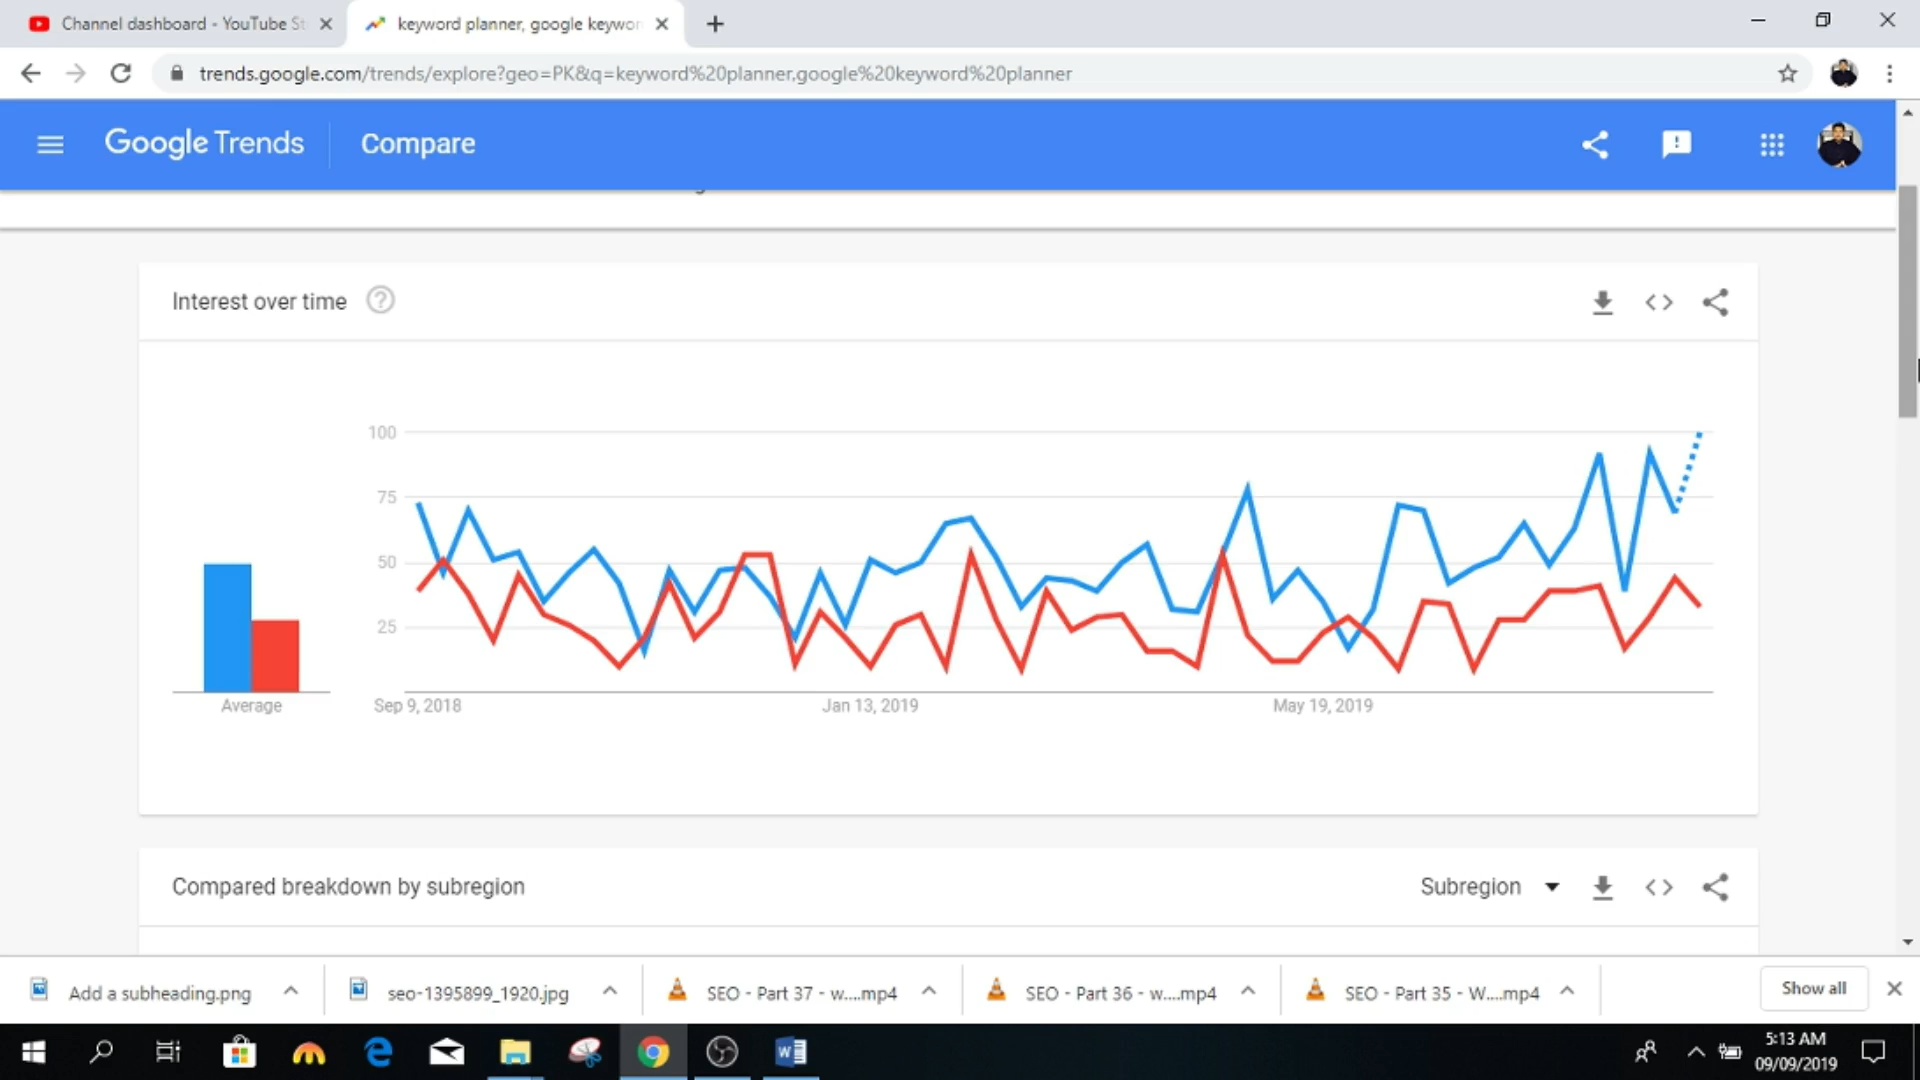 Channel dashboard - YouTube St
keyword planner, google keywor
trends.google.com/trends/explore?geo=PK&q=keyword%20planner,google%20keyword%20planner
Google Trends
Compare
Interest over time
100
75
50
25
Average
Sep 9, 2018
Jan 13, 2019
May 19, 2019
Compared breakdown by subregion
Subregion
Add a subheading.png
seo-1395899_1920.jpg
SEO - Part 37 - w....mp4
SEO - Part 36 - w....mp4
SEO - Part 35 - W....mp4
Show all
5:13 AM
09/09/2019